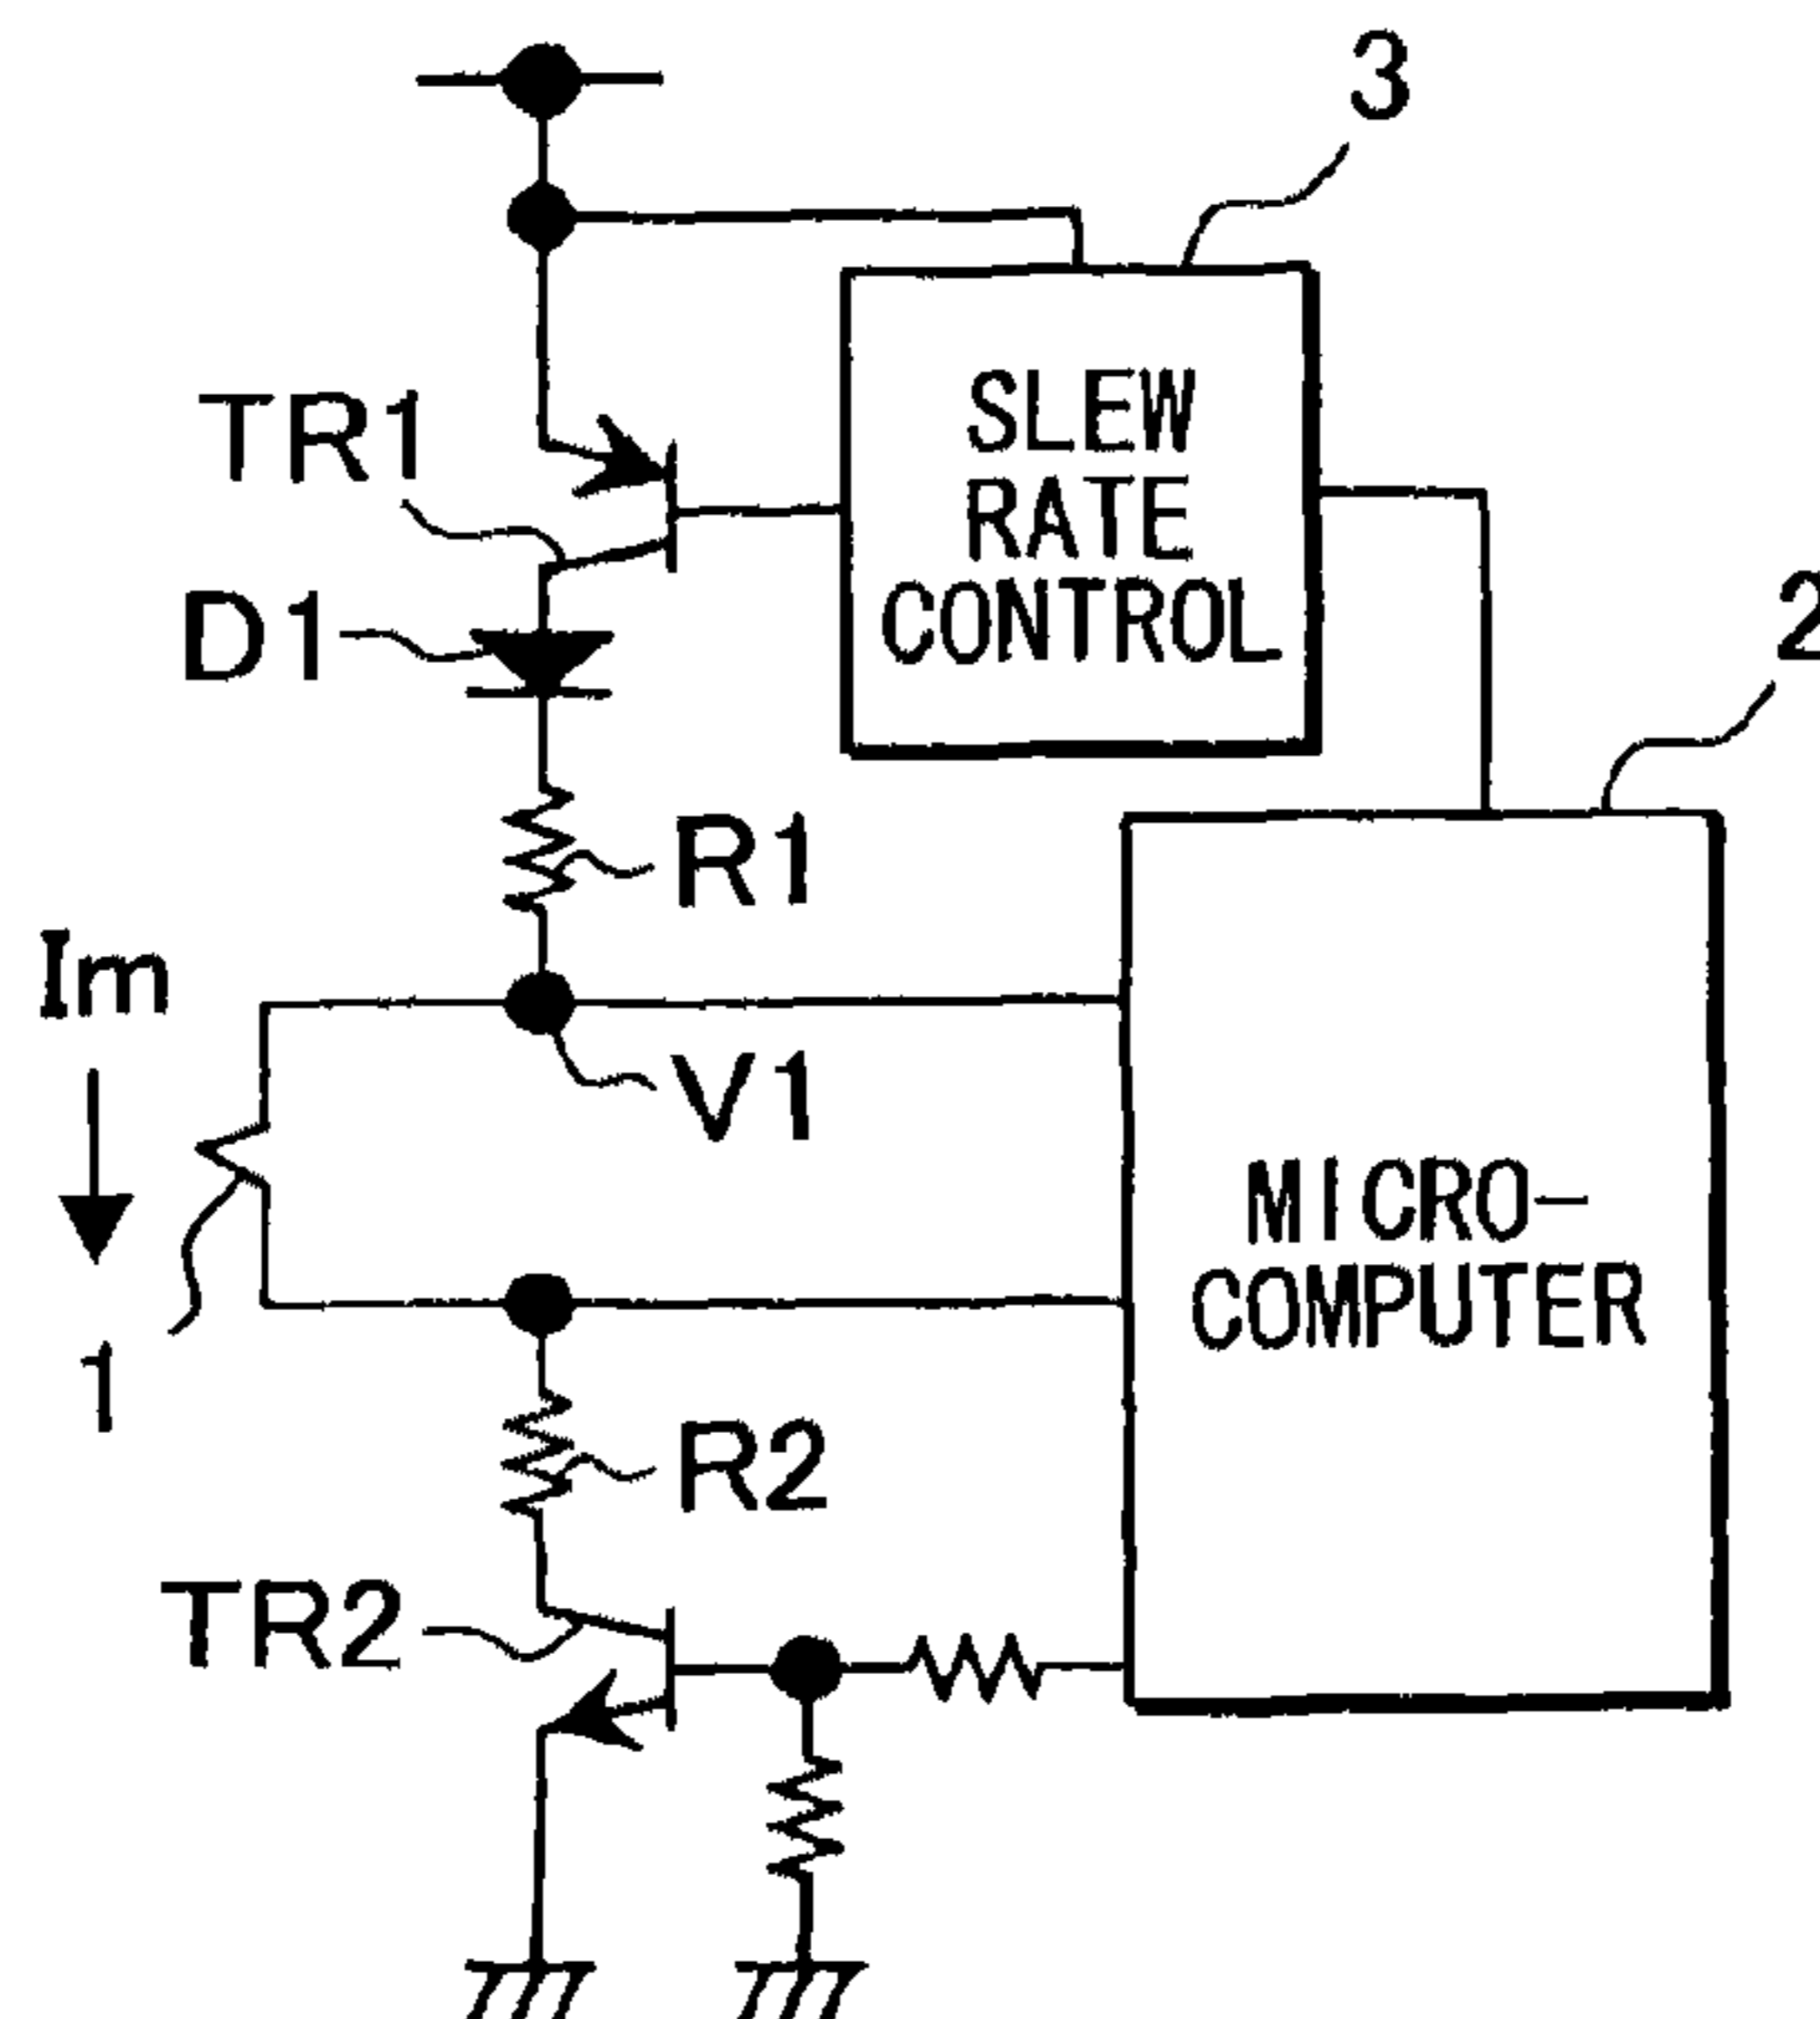 3
TR1
SLEW
RATE
CONTROL
D1
2
R1
Im
V1
MICRO-
COMPUTER
1
R2
TR2